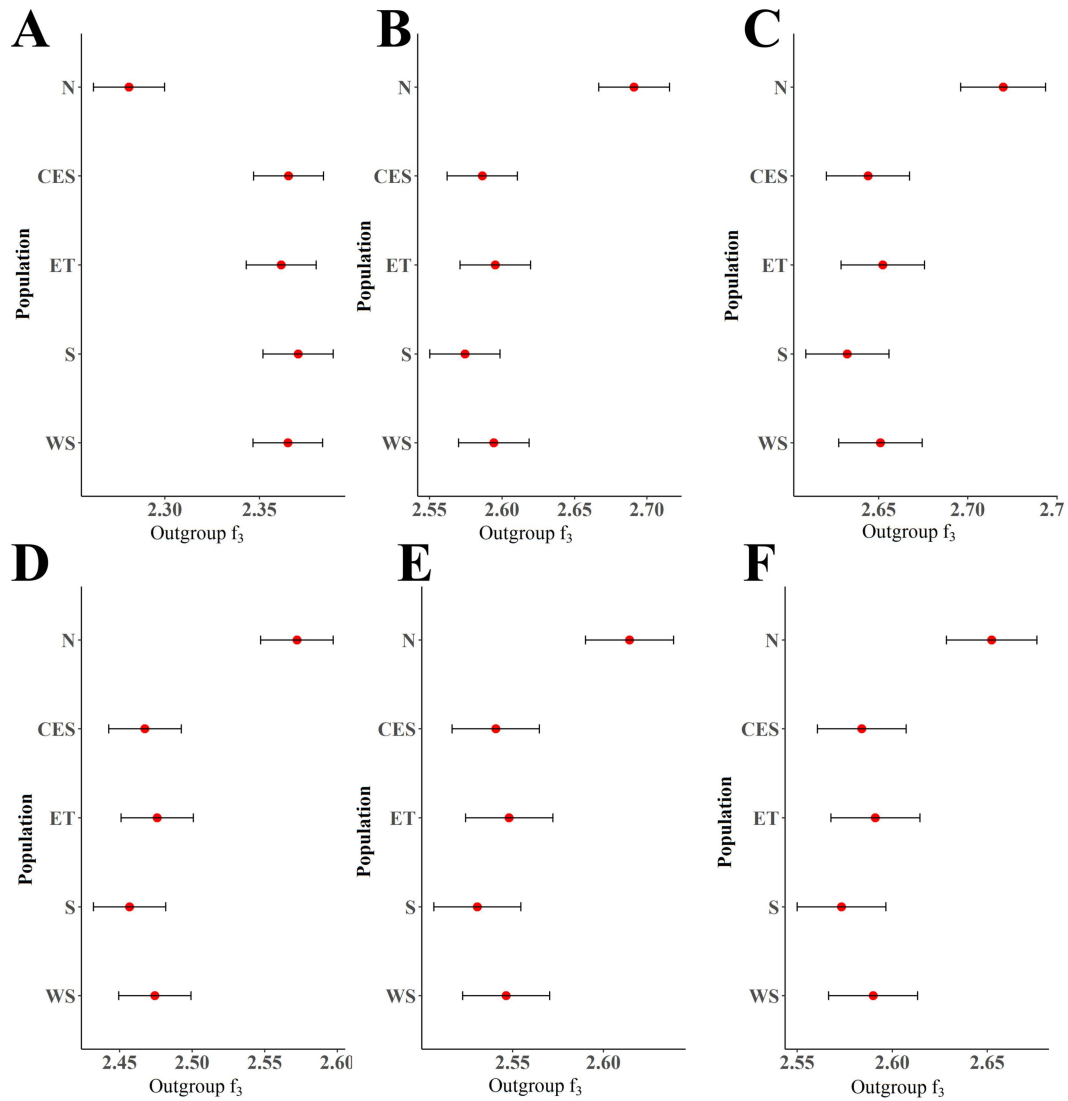 A
Population
N
CES
ET
S
WS
2.30 2.35
Outgroup f₃
B
Population
N
CES
ET
S
WS
2.55 2.60 2.65 2.70
Outgroup f₃
C
Population
N
CES
ET
S
WS
2.65 2.70 2.7
Outgroup f₃
D
Population
N
CES
ET
S
WS
2.45 2.50 2.55 2.60
Outgroup f₃
E
Population
N
CES
ET
S
WS
2.55 2.60
Outgroup f₃
F
Population
N
CES
ET
S
WS
2.55 2.60 2.65
Outgroup f₃